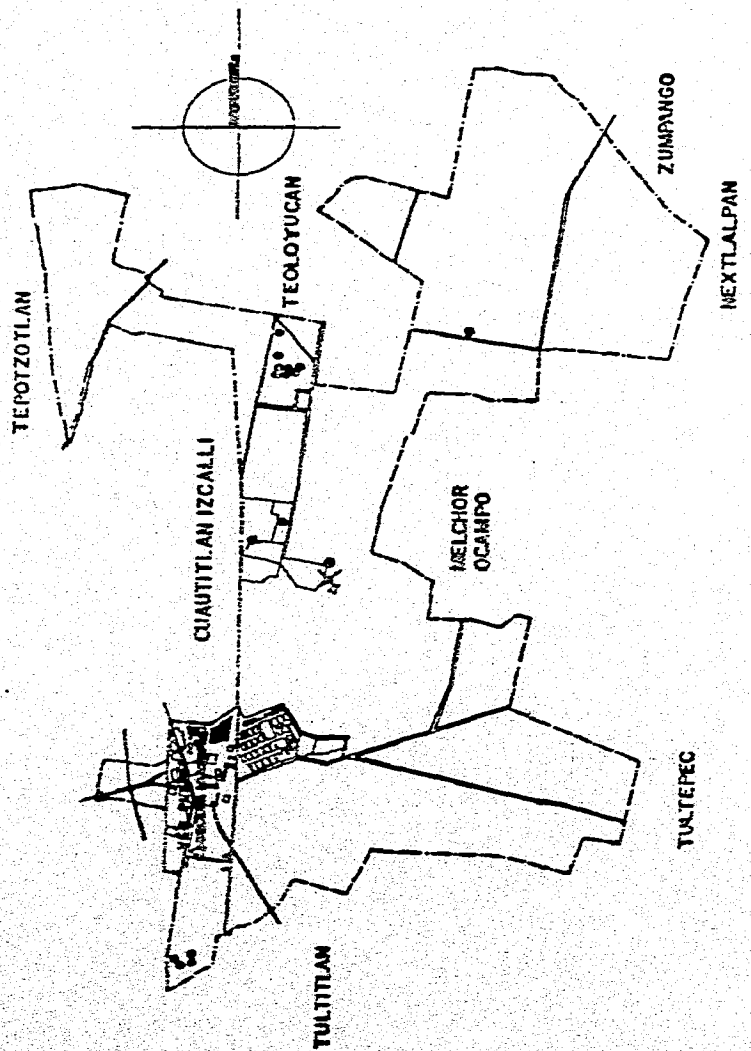 TEPOTZOTLAN
CUAUTITLAN IZCALLI
TEOLOYUCAN
ZUMPANGO
NEXTLALPAN
MELCHOR
OCAMPO
TULTEPEC
TULTITLAN